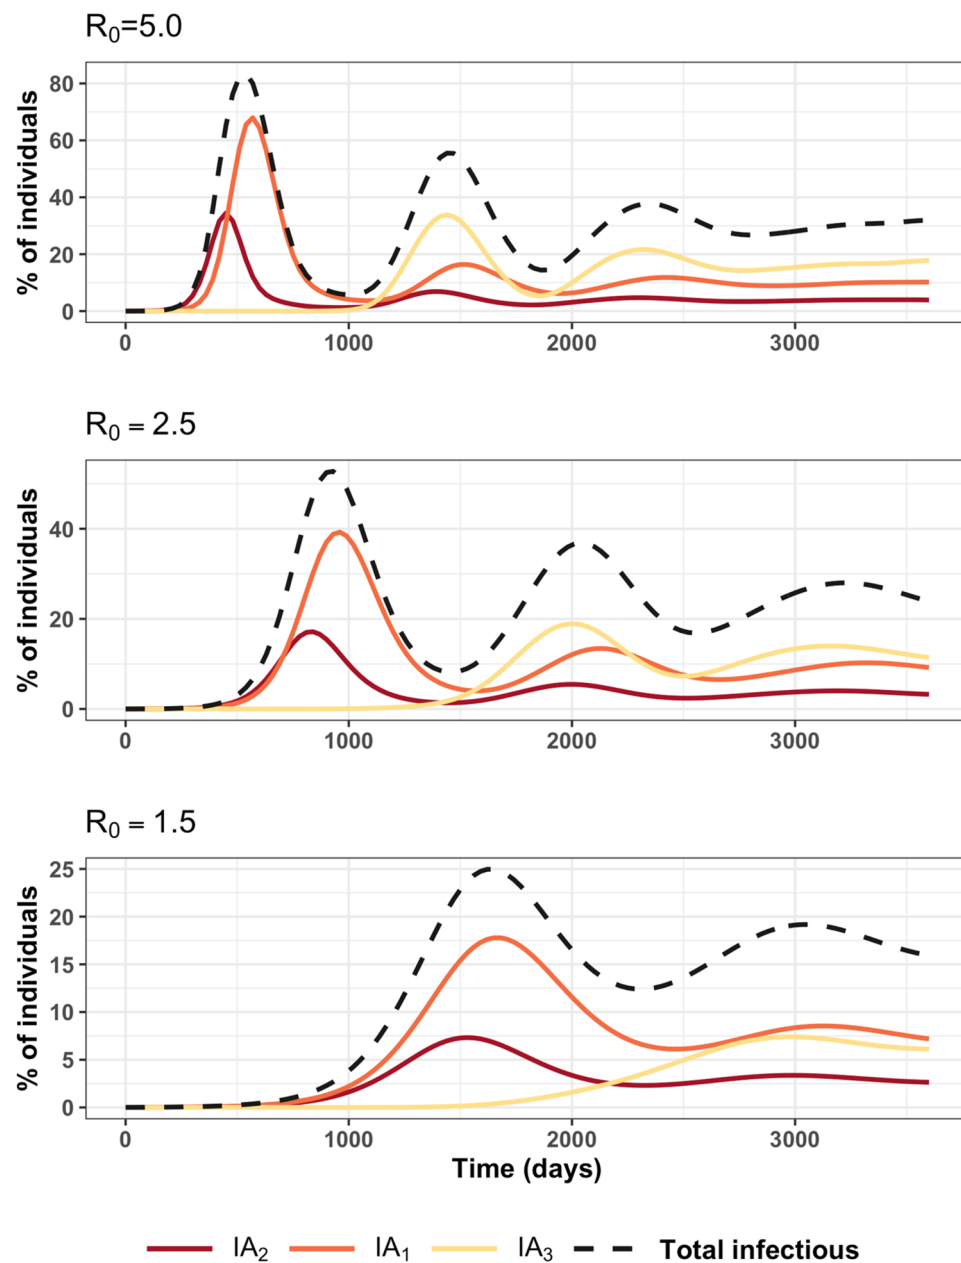 R₀=5.0
% of individuals
80
60
40
20
0
0 1000 2000 3000
R₀ = 2.5
% of individuals
40
20
0
0 1000 2000 3000
R₀ = 1.5
% of individuals
25
20
15
10
5
0
0 1000 2000 3000
Time (days)
IA₂ IA₁ IA₃ Total infectious